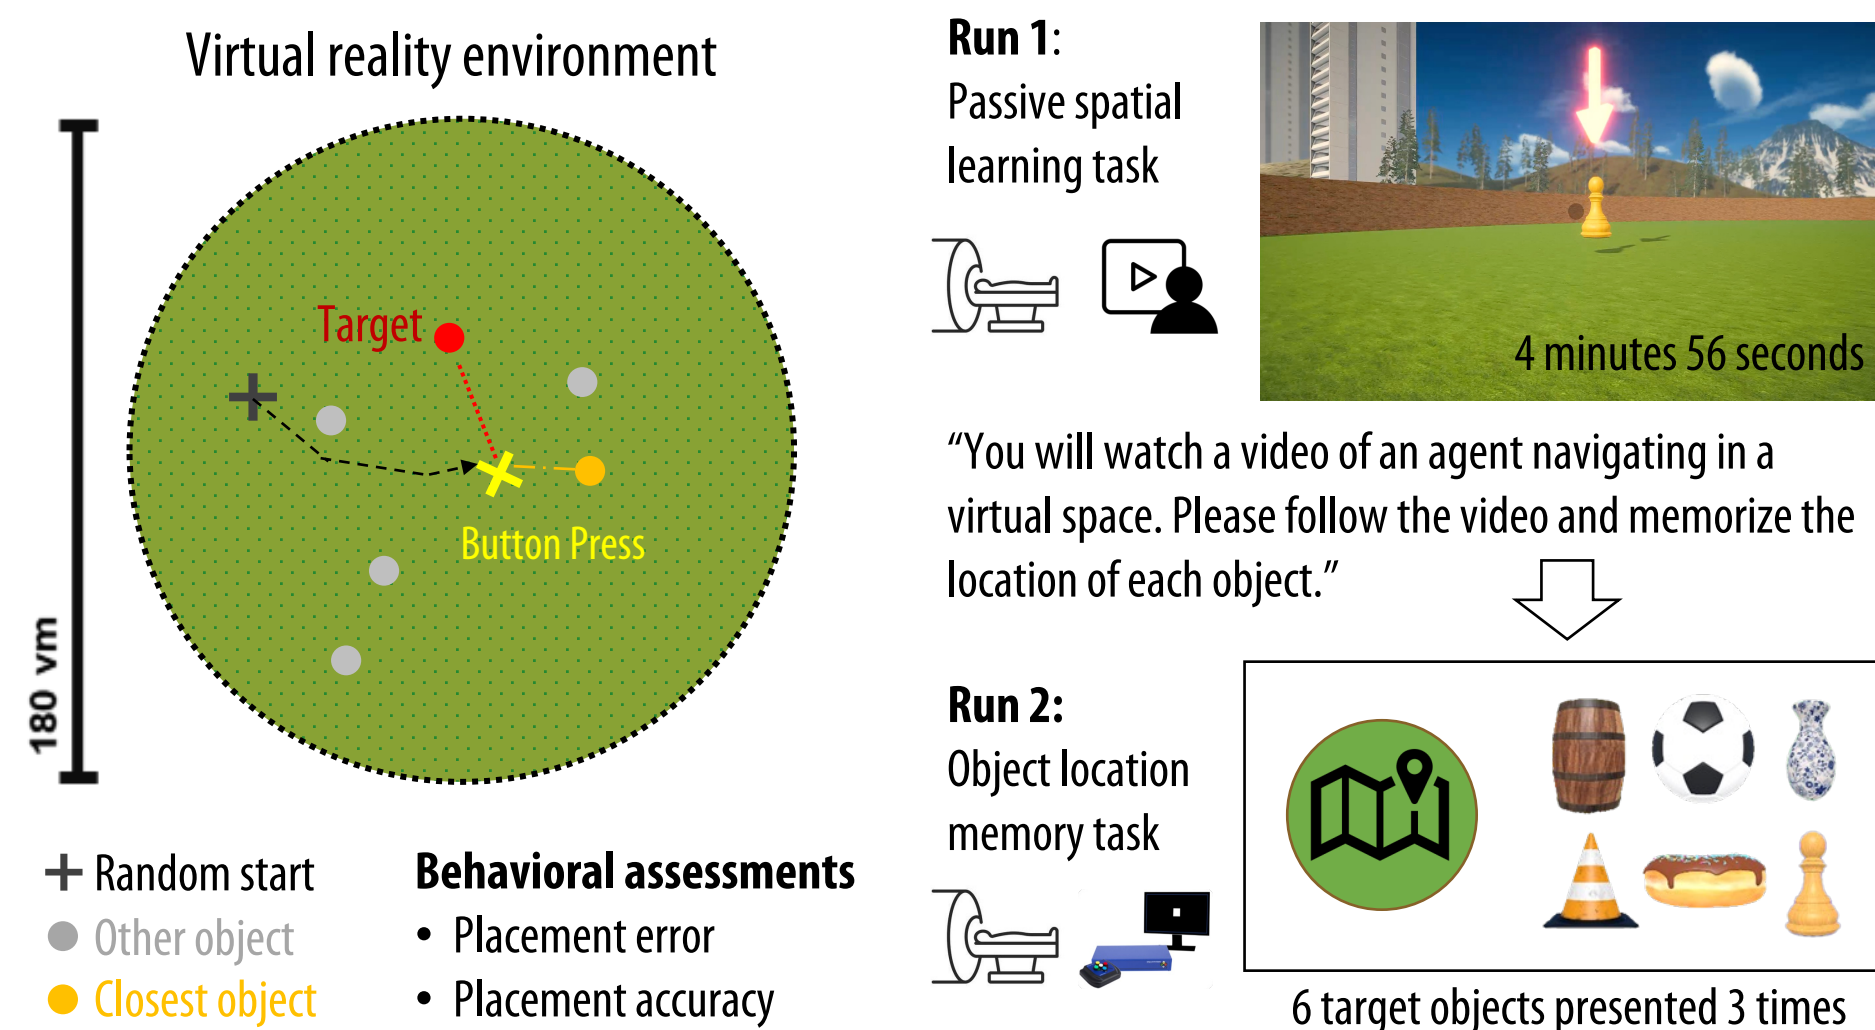 Virtual reality environment
180 vm
Target
Button Press
+ Random start
Other object
Closest object
Behavioral assessments
• Placement error
• Placement accuracy
Run 1:
Passive spatial
learning task
4 minutes 56 seconds
“You will watch a video of an agent navigating in a
virtual space. Please follow the video and memorize the
location of each object.”
Run 2:
Object location
memory task
6 target objects presented 3 times